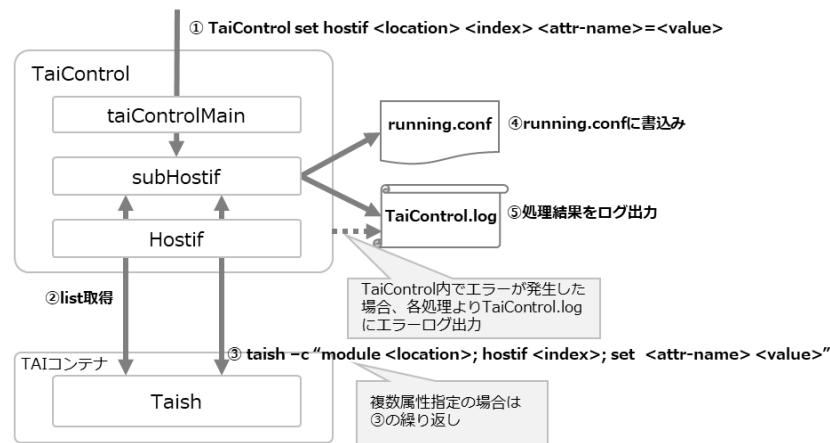 ① TaiControl set hostif <location> <index> <attr-name>=<value>
TaiControl
taiControlMain
subHostif
Hostif
running.conf
④running.confに書込み
TaiControl.log
⑤処理結果をログ出力
TaiControl内でエラーが発生した
場合、各処理よりTaiControl.log
にエラーログ出力
②list取得
③ taish –c “module <location>; hostif <index>; set <attr-name> <value>”
TAIコンテナ
Taish
複数属性指定の場合は
③の繰り返し